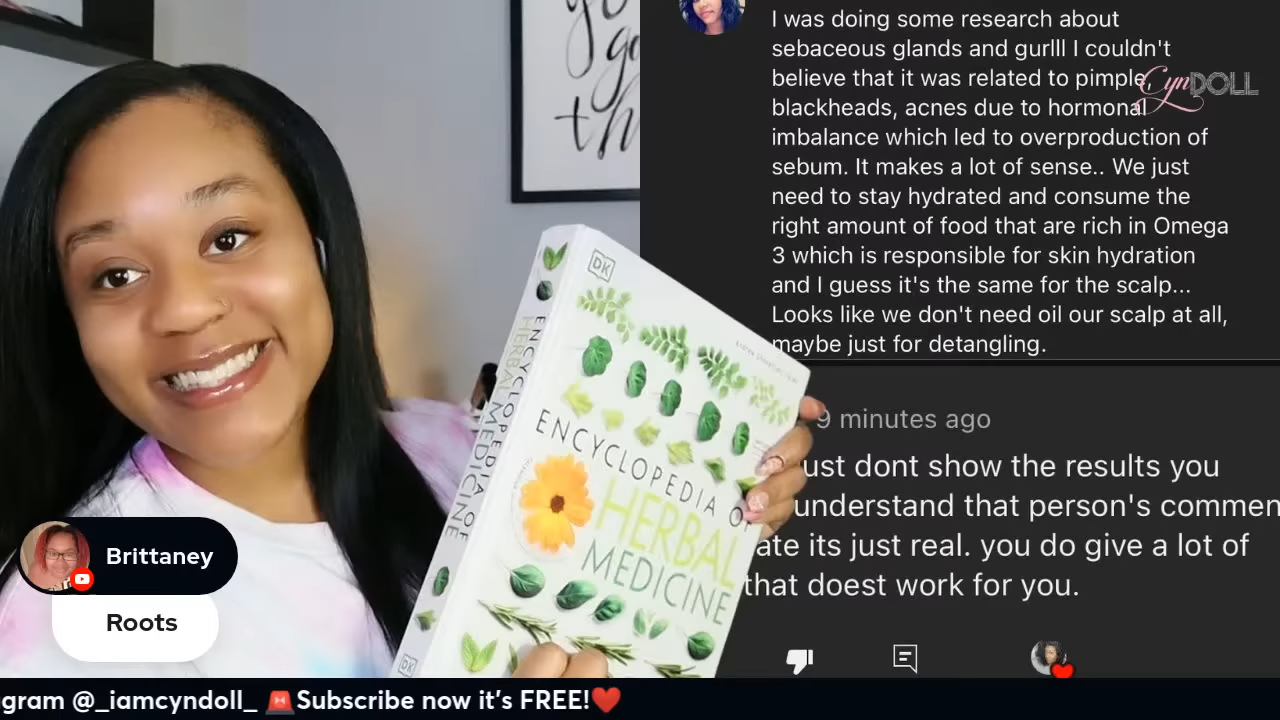 I was doing some research about
sebaceous glands and gurlll I couldn't
believe that it was related to pimple,
blackheads, acnes due to hormonal
imbalance which led to overproduction of
sebum. It makes a lot of sense.. We just
need to stay hydrated and consume the
right amount of food that are rich in Omega
3 which is responsible for skin hydration
and I guess it's the same for the scalp...
Looks like we don't need oil our scalp at all,
maybe just for detangling.
CynDOLL
9 minutes ago
ust dont show the results you
understand that person's commen
ate its just real. you do give a lot of
that doest work for you.
DK
ENCYCLOPEDIA OF
HERBAL
MEDICINE
ENCYCLOPEDIA OF
HERBAL MEDICINE
DK
Brittaney
Roots
gram @_iamcyndoll_ 🚨Subscribe now it's FREE!❤️